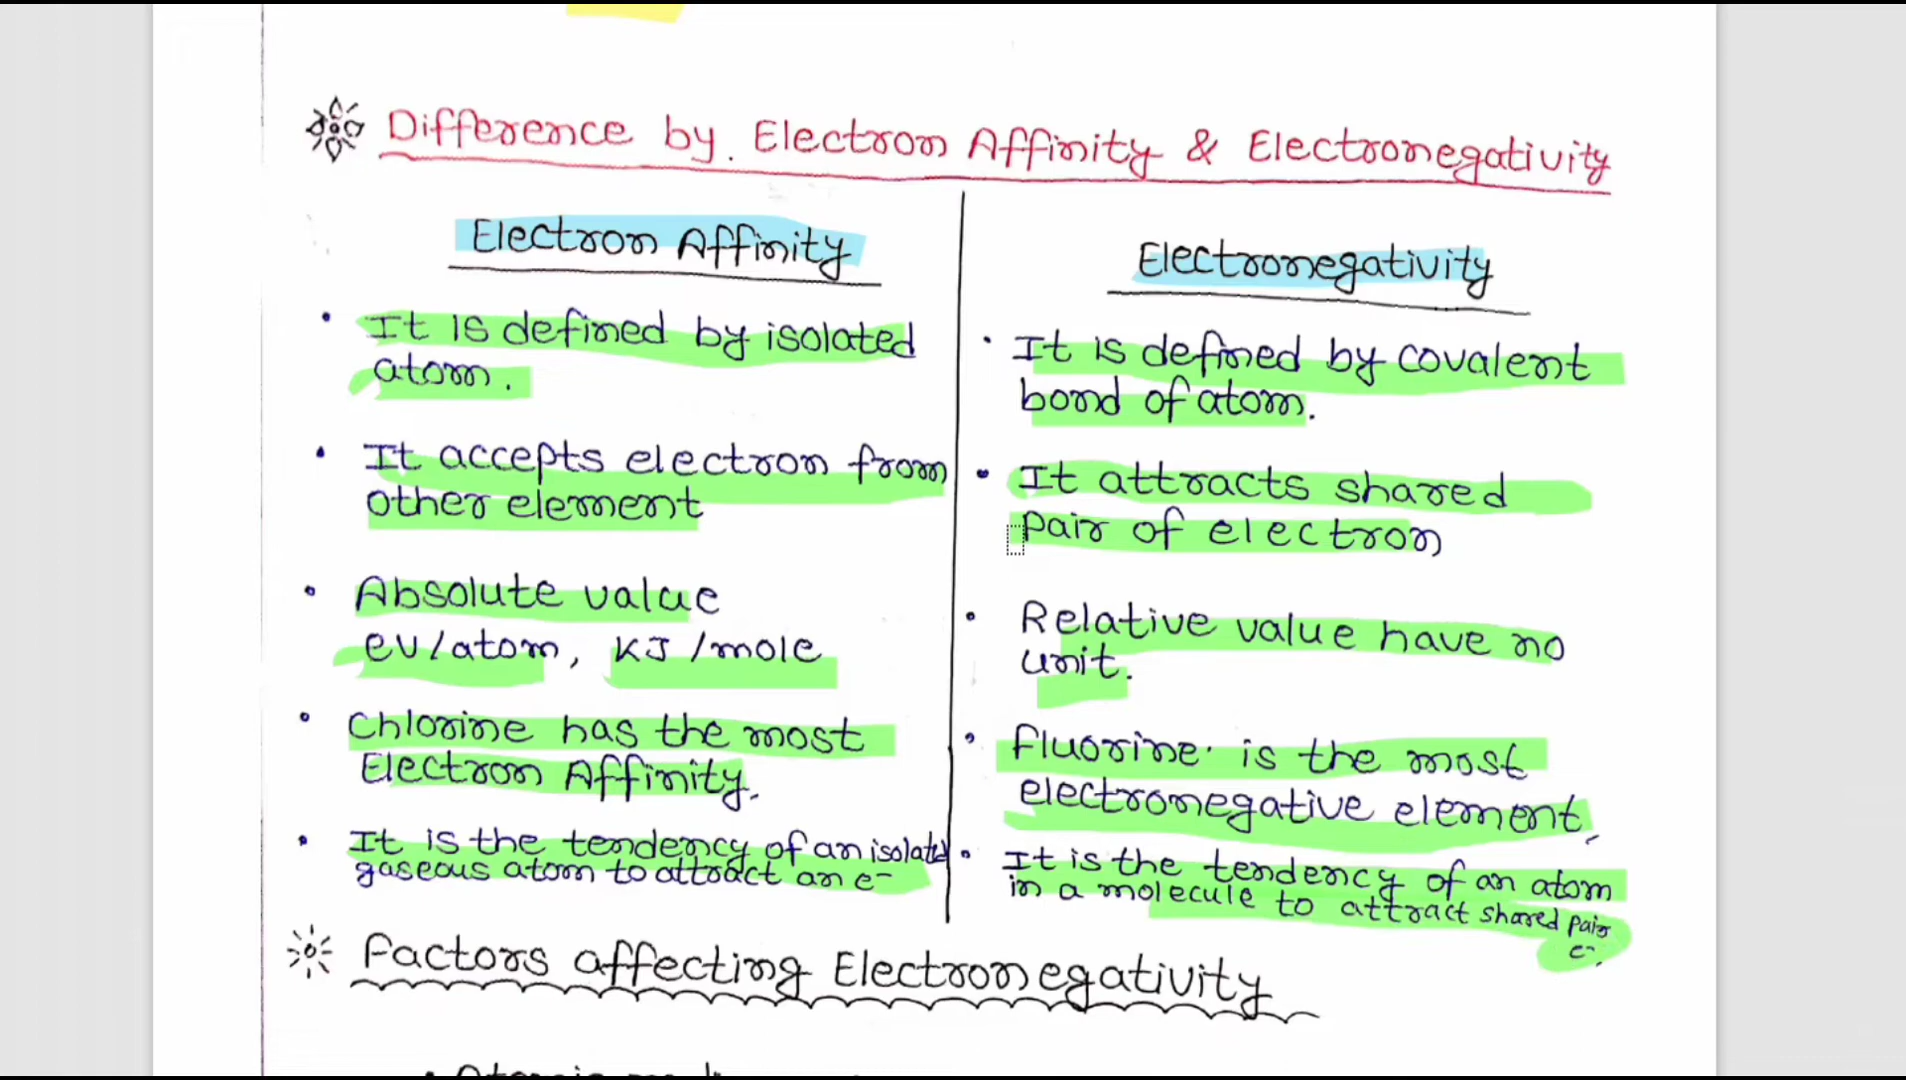 Difference by Electron Affinity & Electronegativity
Electron Affinity
It is defined by isolated
atom.
It accepts electron from
other element
Absolute value
eV/atom, KJ/mole
Chlorine has the most
Electron Affinity.
It is the tendency of an isolated
gaseous atom to attract an e-
Electronegativity
It is defined by covalent
bond of atom.
It attracts shared
pair of electron
Relative value have no
unit.
Fluorine is the most
electronegative element,
It is the tendency of an atom
in a molecule to attract shared pair
e-.
Factors affecting Electronegativity